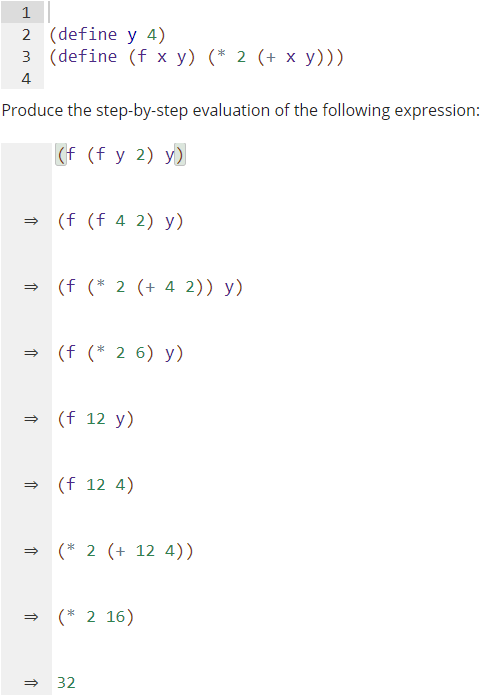 1
2 (define y 4)
3 (define (f x y) (* 2 (+ x y)))
4
Produce the step-by-step evaluation of the following expression:
(f (f y 2) y)
⇒ (f (f 4 2) y)
⇒ (f (* 2 (+ 4 2)) y)
⇒ (f (* 2 6) y)
⇒ (f 12 y)
⇒ (f 12 4)
⇒ (* 2 (+ 12 4))
⇒ (* 2 16)
⇒ 32